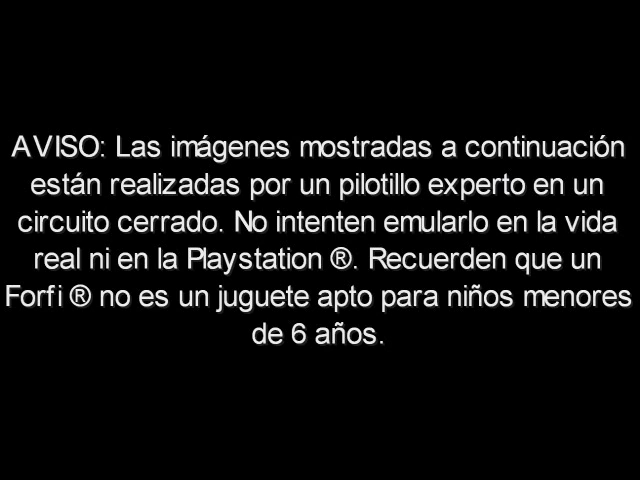 AVISO: Las imágenes mostradas a continuación
están realizadas por un pilotillo experto en un
circuito cerrado. No intenten emularlo en la vida
real ni en la Playstation ®. Recuerden que un
Forfi ® no es un juguete apto para niños menores
de 6 años.